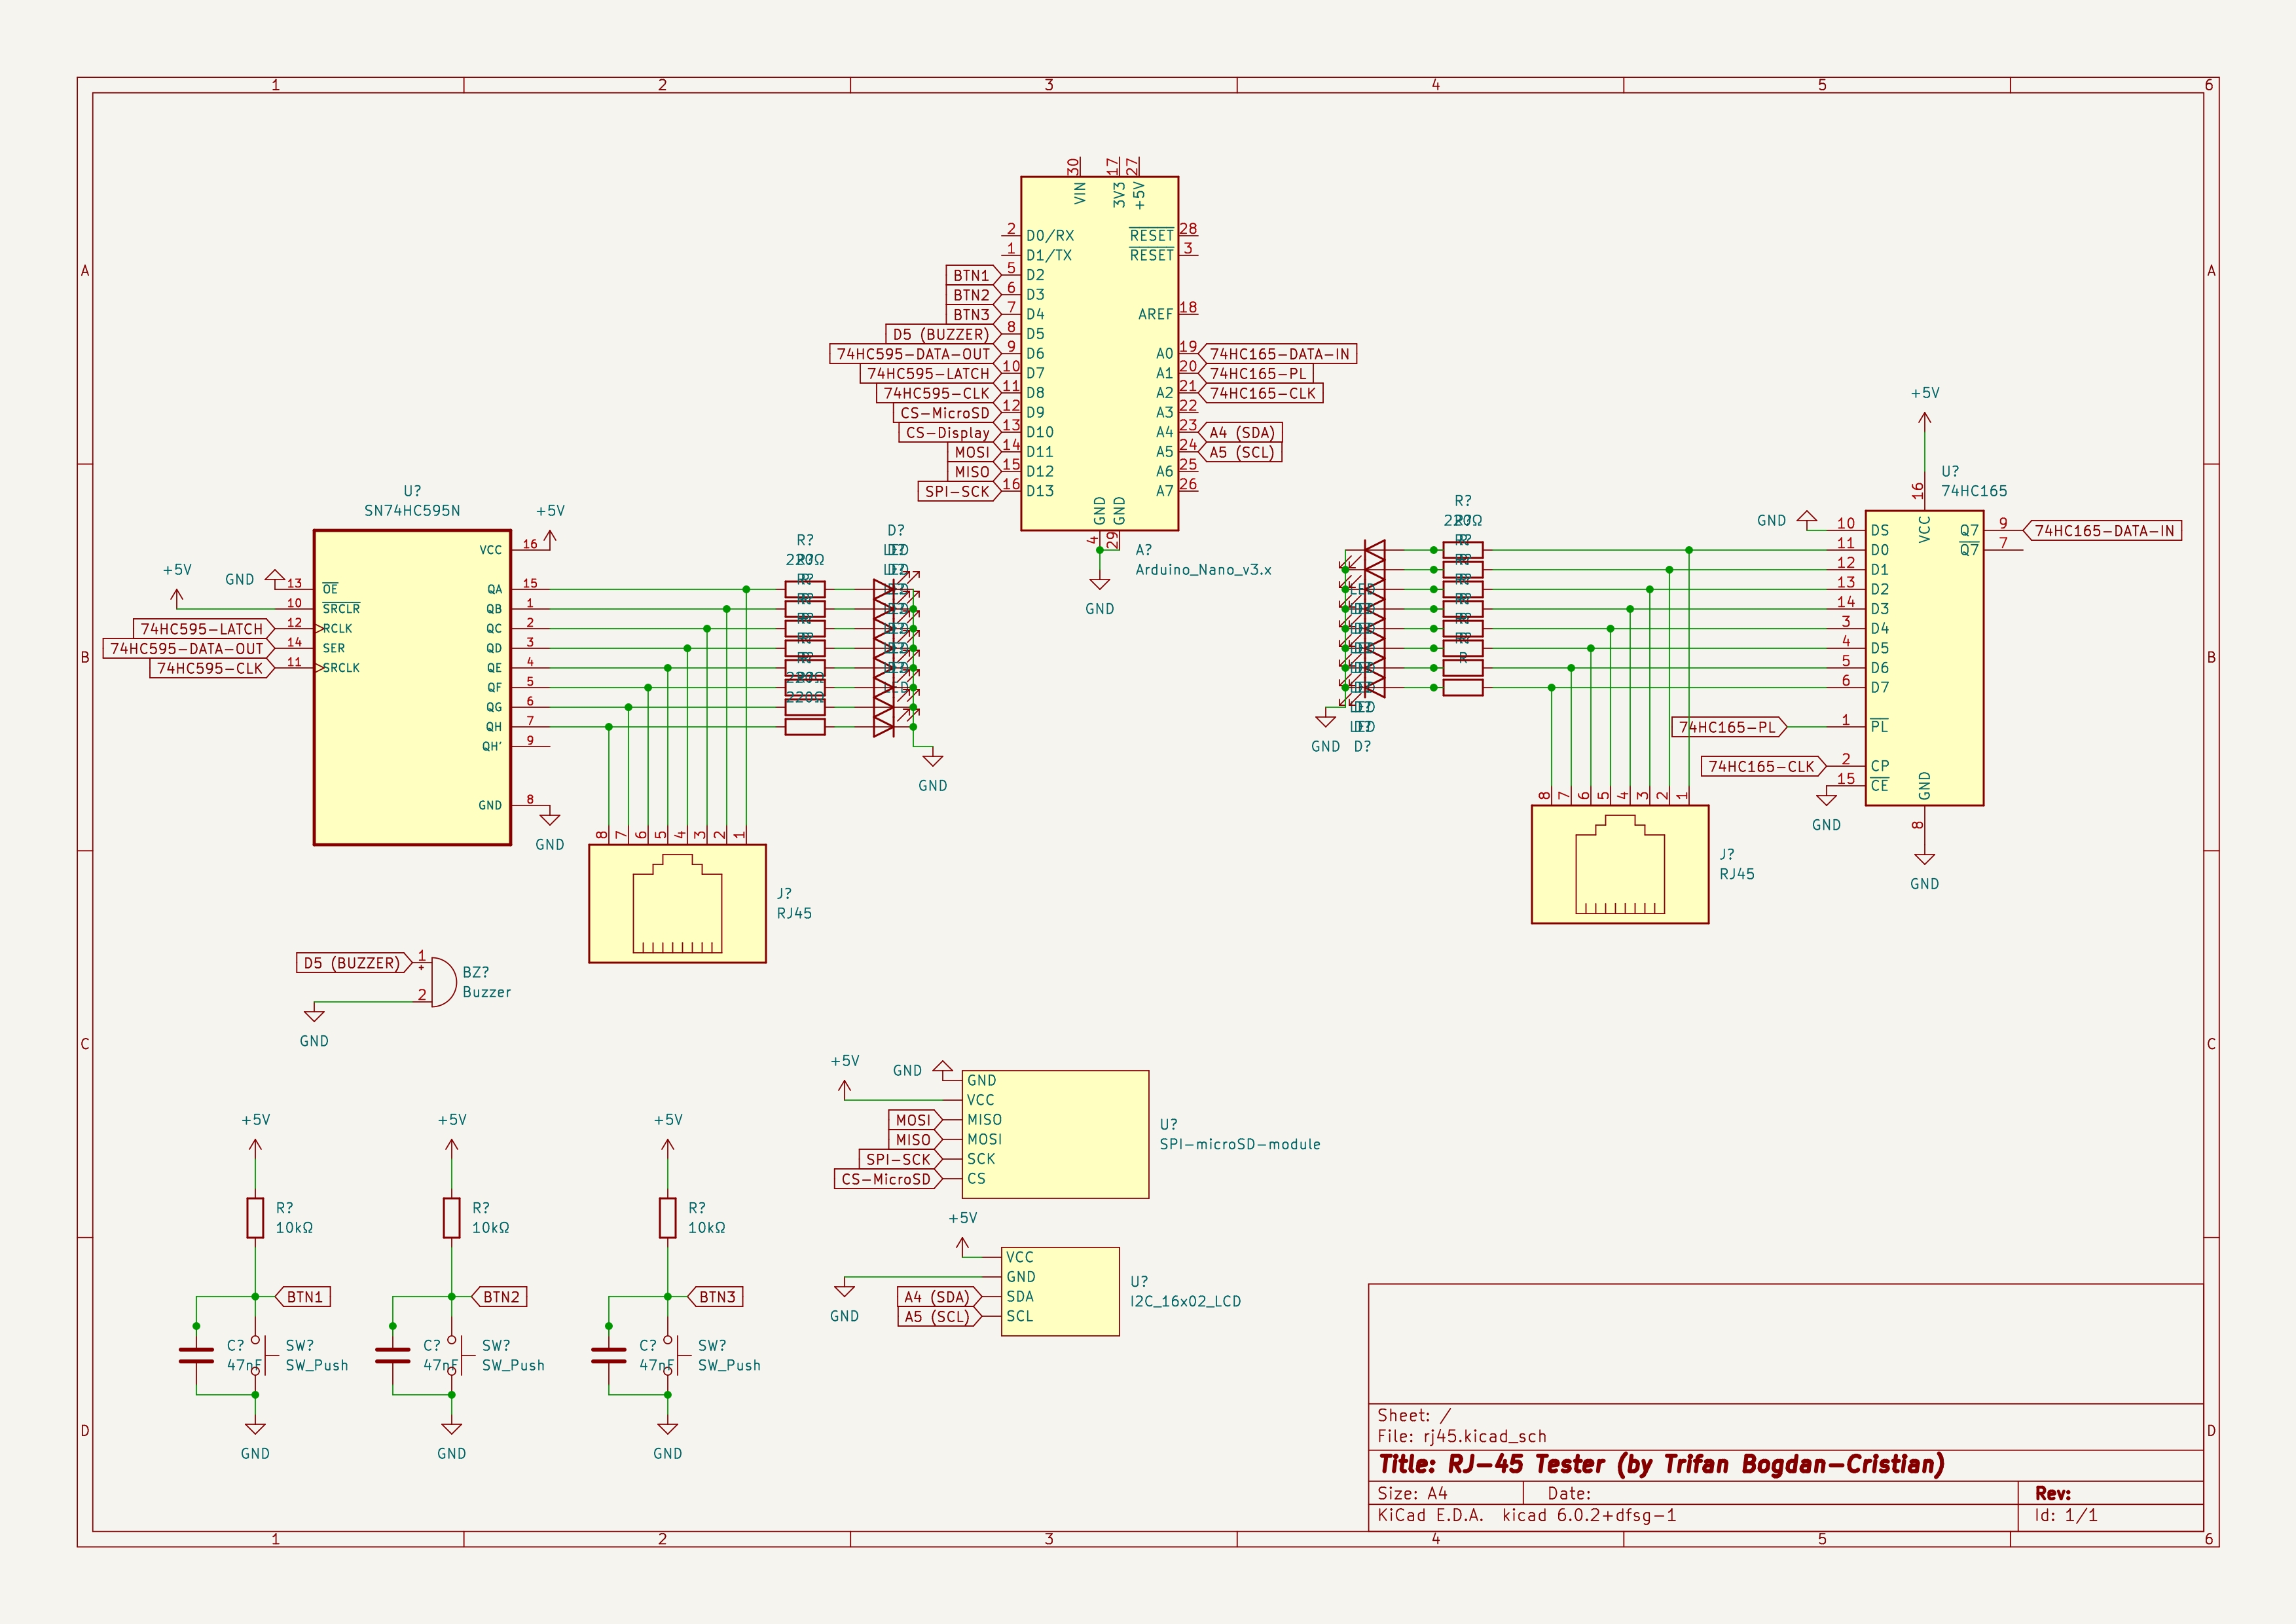 1 2 3 4 5 6
A
B
C
D
A
B
C
D
30 17 27
VIN 3V3 +5V
2 D0/RX RESET 28
1 D1/TX RESET 3
BTN1 5 D2
BTN2 6 D3
BTN3 7 D4 AREF 18
D5 (BUZZER) 8 D5
74HC595-DATA-OUT 9 D6 A0 19 74HC165-DATA-IN
74HC595-LATCH 10 D7 A1 20 74HC165-PL
74HC595-CLK 11 D8 A2 21 74HC165-CLK
CS-MicroSD 12 D9 A3 22
CS-Display 13 D10 A4 23 A4 (SDA)
MOSI 14 D11 A5 24 A5 (SCL)
MISO 15 D12 A6 25
SPI-SCK 16 D13 A7 26
GND GND
4 29
A?
Arduino_Nano_v3.x
GND
U?
SN74HC595N
+5V
VCC 16
+5V
GND
13 OE QA 15
10 SRCLR QB 1
74HC595-LATCH 12 RCLK QC 2
74HC595-DATA-OUT 14 SER QD 3
74HC595-CLK 11 SRCLK QE 4
QF 5
QG 6
QH 7
QH' 9
GND 8
GND
R?
D?
220Ω
GND
8 7 6 5 4 3 2 1
J?
RJ45
R?
LED
GND D?
+5V
16
U?
74HC165
VCC
GND
10 DS Q7 9 74HC165-DATA-IN
11 D0 Q7 7
12 D1
13 D2
14 D3
3 D4
4 D5
5 D6
6 D7
74HC165-PL 1 PL
74HC165-CLK 2 CP
15 CE
GND
GND
8
GND
8 7 6 5 4 3 2 1
J?
RJ45
D5 (BUZZER) 1
+
2
BZ?
Buzzer
GND
+5V
GND
GND
VCC
MOSI MISO
MISO MOSI
SPI-SCK SCK
CS-MicroSD CS
U?
SPI-microSD-module
+5V
VCC
GND
A4 (SDA) SDA
A5 (SCL) SCL
GND
U?
I2C_16x02_LCD
+5V
R?
10kΩ
BTN1
C?
47nF
SW?
SW_Push
GND
+5V
R?
10kΩ
BTN2
C?
47nF
SW?
SW_Push
GND
+5V
R?
10kΩ
BTN3
C?
47nF
SW?
SW_Push
GND
Sheet: /
File: rj45.kicad_sch
Title: RJ-45 Tester (by Trifan Bogdan-Cristian)
Size: A4 Date: Rev:
KiCad E.D.A. kicad 6.0.2+dfsg-1 Id: 1/1
1 2 3 4 5 6